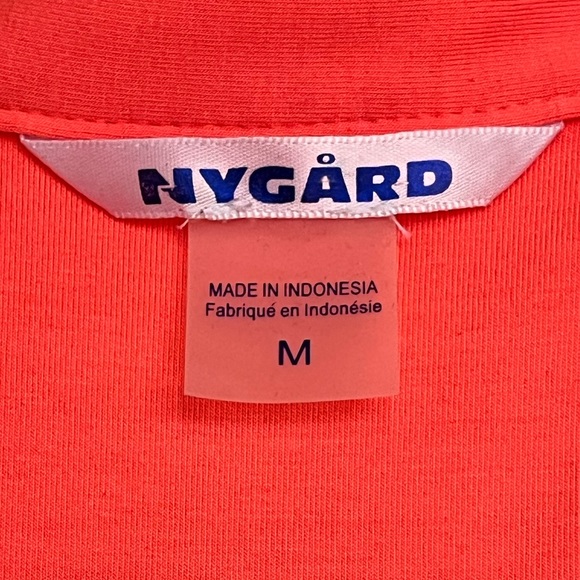 NYGÅRD
MADE IN INDONESIA
Fabriqué en Indonésie
M